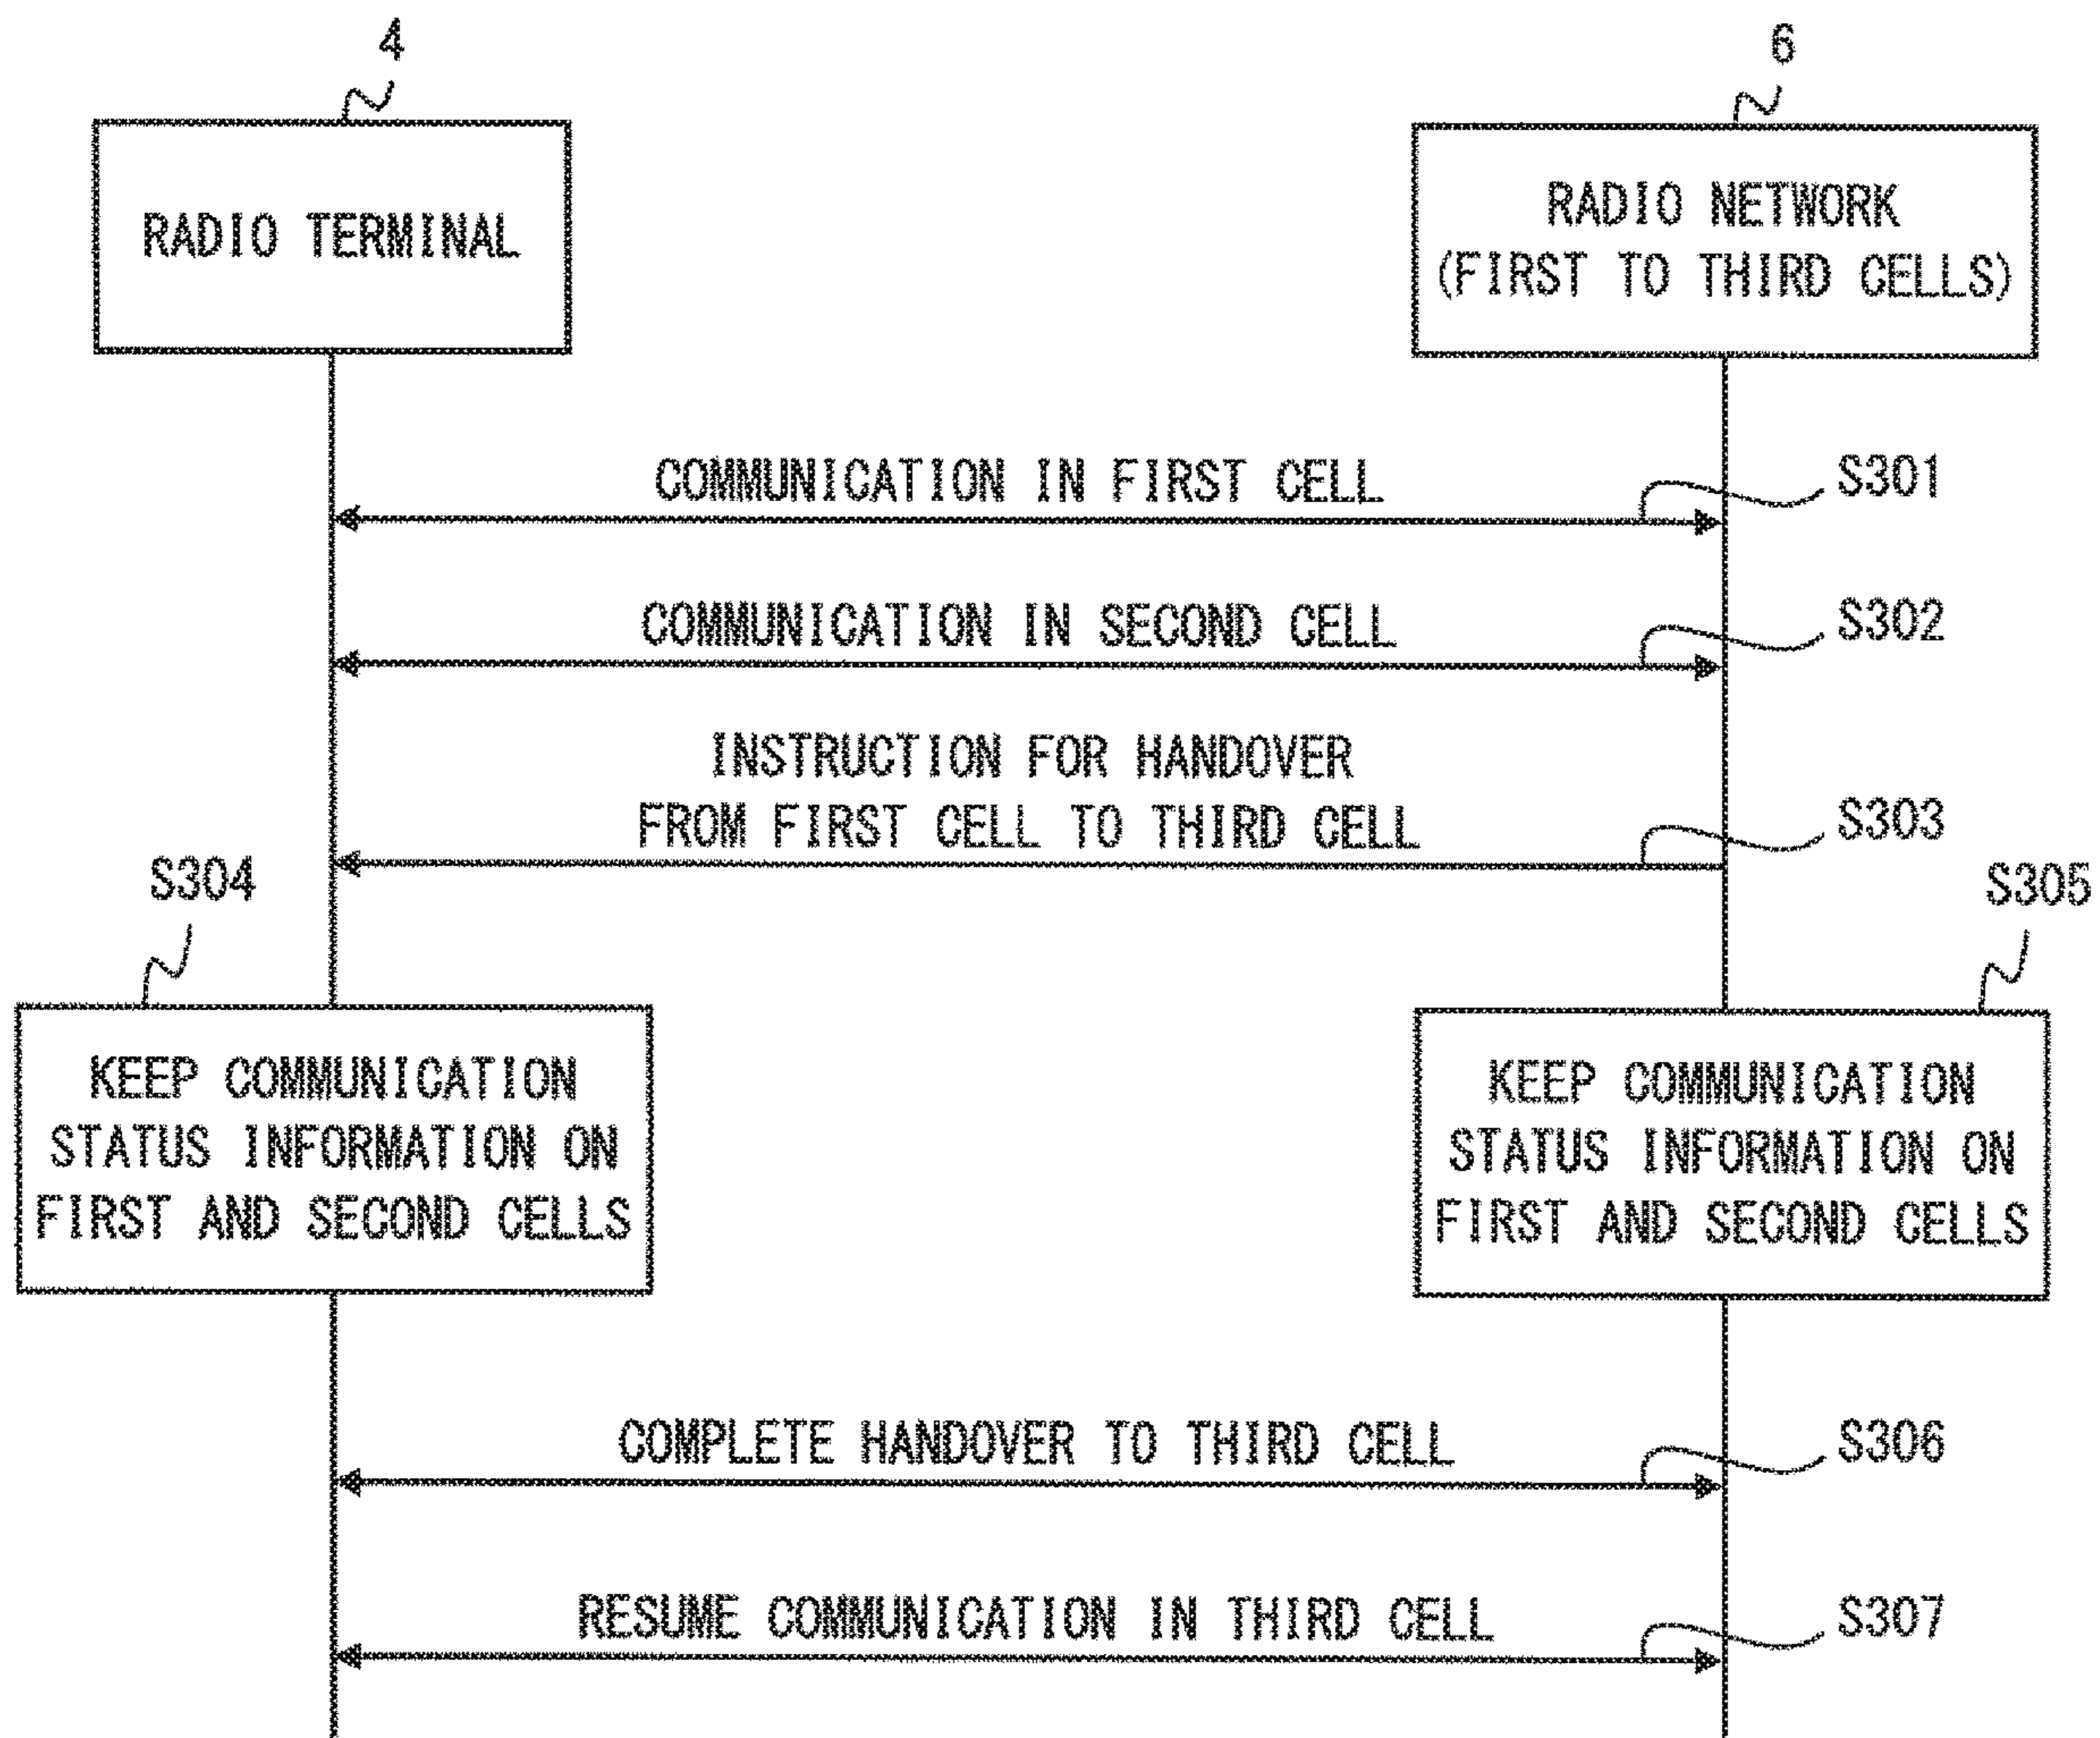 4
6
RADIO TERMINAL
RADIO NETWORK
(FIRST TO THIRD CELLS)
COMMUNICATION IN FIRST CELL
S301
COMMUNICATION IN SECOND CELL
S302
INSTRUCTION FOR HANDOVER
FROM FIRST CELL TO THIRD CELL
S303
S304
S305
KEEP COMMUNICATION
STATUS INFORMATION ON
FIRST AND SECOND CELLS
KEEP COMMUNICATION
STATUS INFORMATION ON
FIRST AND SECOND CELLS
COMPLETE HANDOVER TO THIRD CELL
S306
RESUME COMMUNICATION IN THIRD CELL
S307